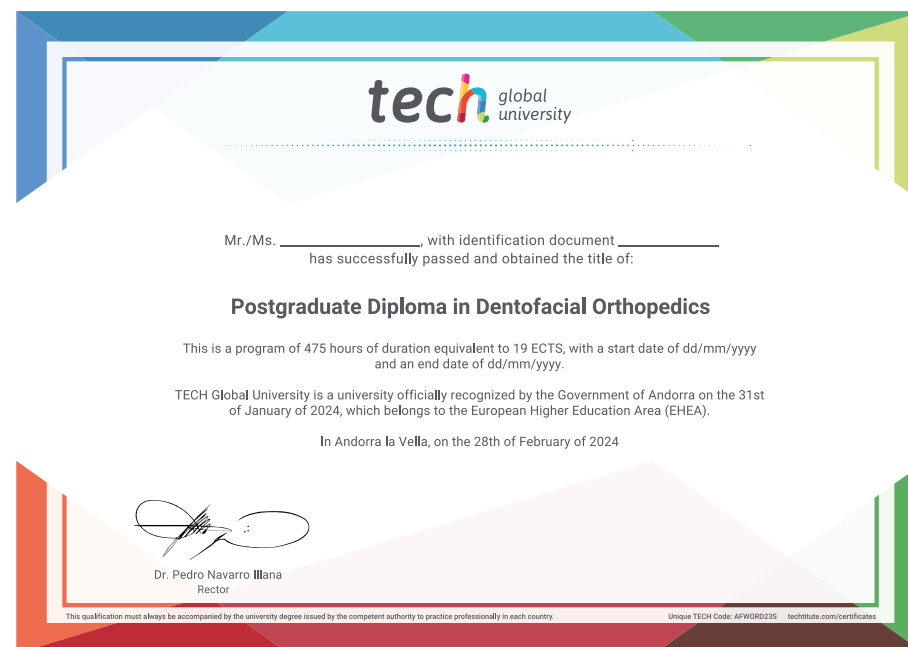 tech global
university
Mr./Ms. ____________, with identification document ____________
has successfully passed and obtained the title of:
Postgraduate Diploma in Dentofacial Orthopedics
This is a program of 475 hours of duration equivalent to 19 ECTS, with a start date of dd/mm/yyyy
and an end date of dd/mm/yyyy.
TECH Global University is a university officially recognized by the Government of Andorra on the 31st
of January of 2024, which belongs to the European Higher Education Area (EHEA).
In Andorra la Vella, on the 28th of February of 2024
Dr. Pedro Navarro Illana
Rector
This qualification must always be accompanied by the university degree issued by the competent authority to practice professionally in each country. Unique TECH Code: AFWORD23S techtitute.com/certificates